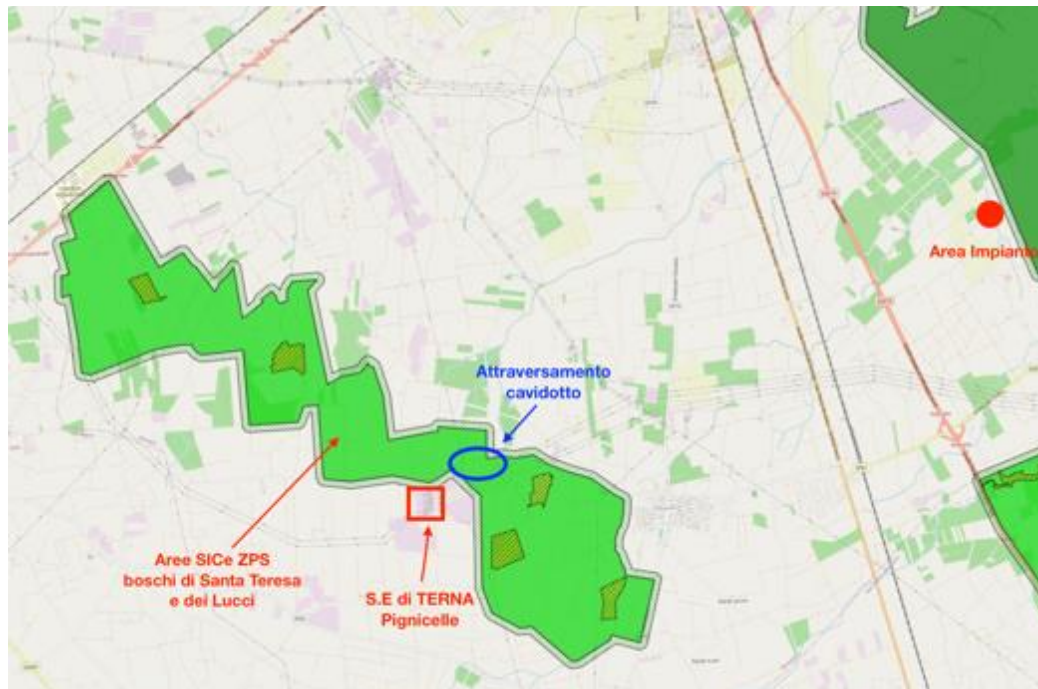 Area Impianto
Attraversamento
cavidotto
Aree SICe ZPS
boschi di Santa Teresa
e dei Lucci
S.E di TERNA
Pignicelle